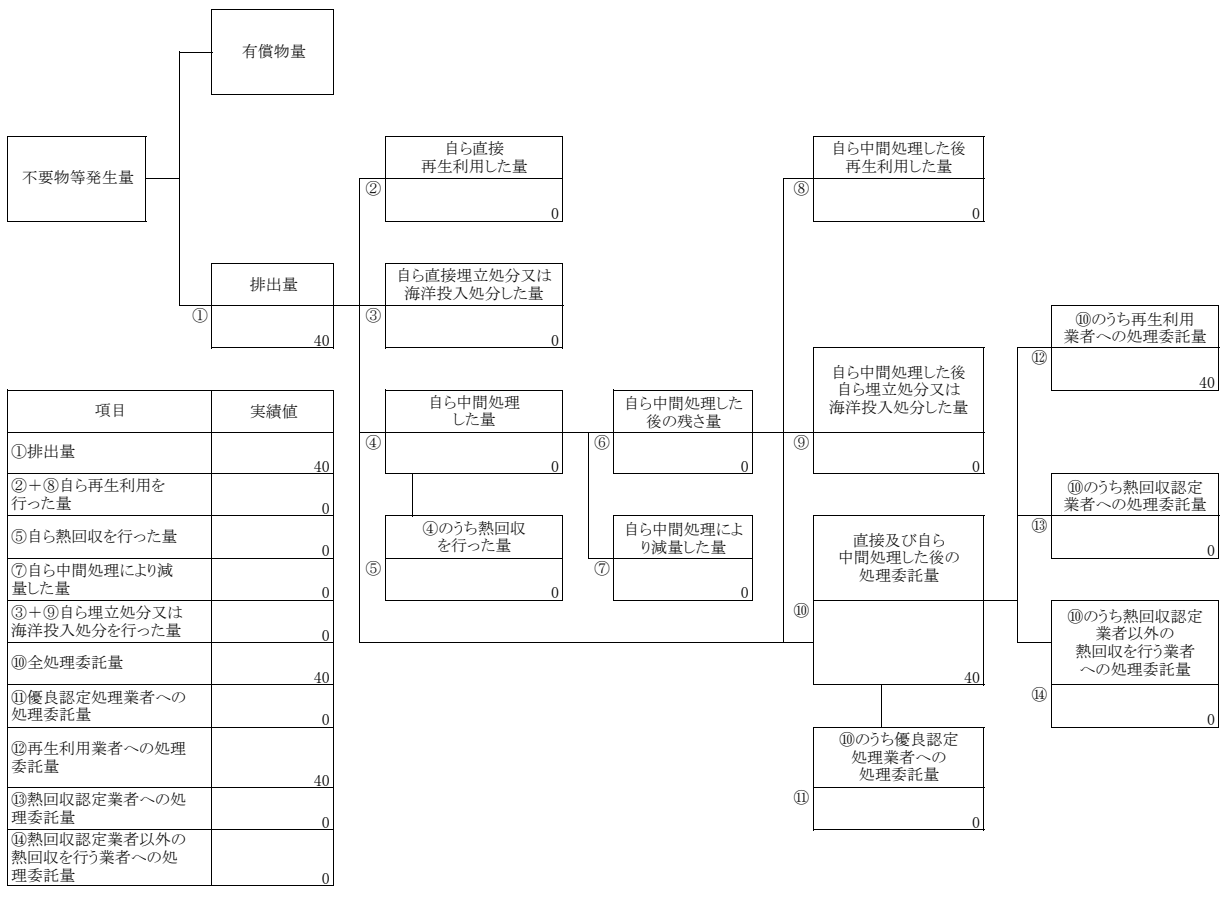 有償物量
不要物等発生量
排出量
①
40
自ら直接
再生利用した量
②
0
自ら直接埋立処分又は
海洋投入処分した量
③
0
自ら中間処理
した量
④
0
④のうち熱回収
を行った量
⑤
0
自ら中間処理した
後の残さ量
⑥
0
自ら中間処理によ
り減量した量
⑦
0
自ら中間処理した後
再生利用した量
⑧
0
自ら中間処理した後
自ら埋立処分又は
海洋投入処分した量
⑨
0
直接及び自ら
中間処理した後の
処理委託量
⑩
40
⑩のうち優良認定
処理業者への
処理委託量
⑪
0
⑩のうち再生利用
業者への処理委託量
⑫
40
⑩のうち熱回収認定
業者への処理委託量
⑬
0
⑩のうち熱回収認定
業者以外の
熱回収を行う業者
への処理委託量
⑭
0
項目 実績値
①排出量
40
②+⑧自ら再生利用を
行った量
0
⑤自ら熱回収を行った量
0
⑦自ら中間処理により減
量した量
0
③+⑨自ら埋立処分又は
海洋投入処分を行った量
0
⑩全処理委託量
40
⑪優良認定処理業者への
処理委託量
0
⑫再生利用業者への処理
委託量
40
⑬熱回収認定業者への処
理委託量
0
⑭熱回収認定業者以外の
熱回収を行う業者への処
理委託量
0